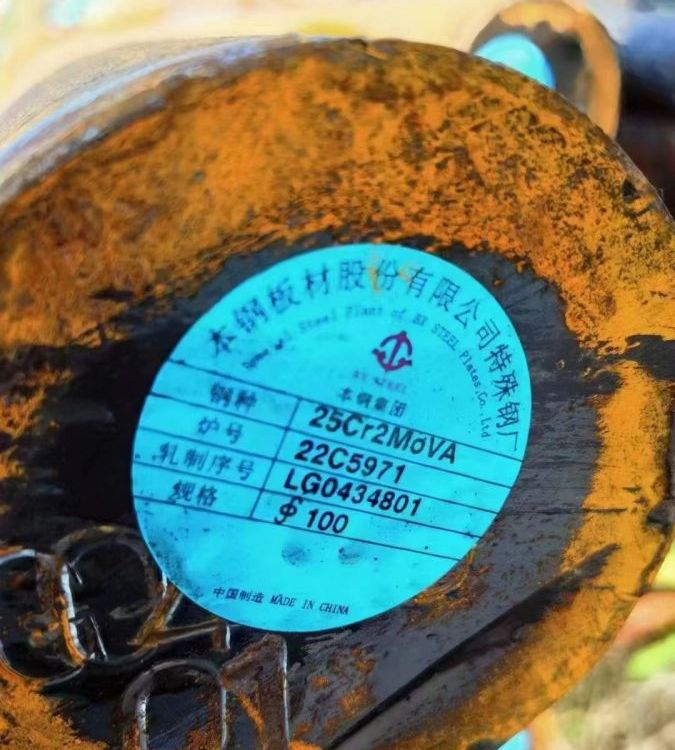 本钢板材股份有限公司特殊钢厂
Steel Plant of BX STEEL Plates.Co., Ltd
BX STEEL
本钢集团
钢种 25Cr2MoVA
炉号 22C5971
轧制序号 LG0434801
规格 ∮100
中国制造 MADE IN CHINA
01